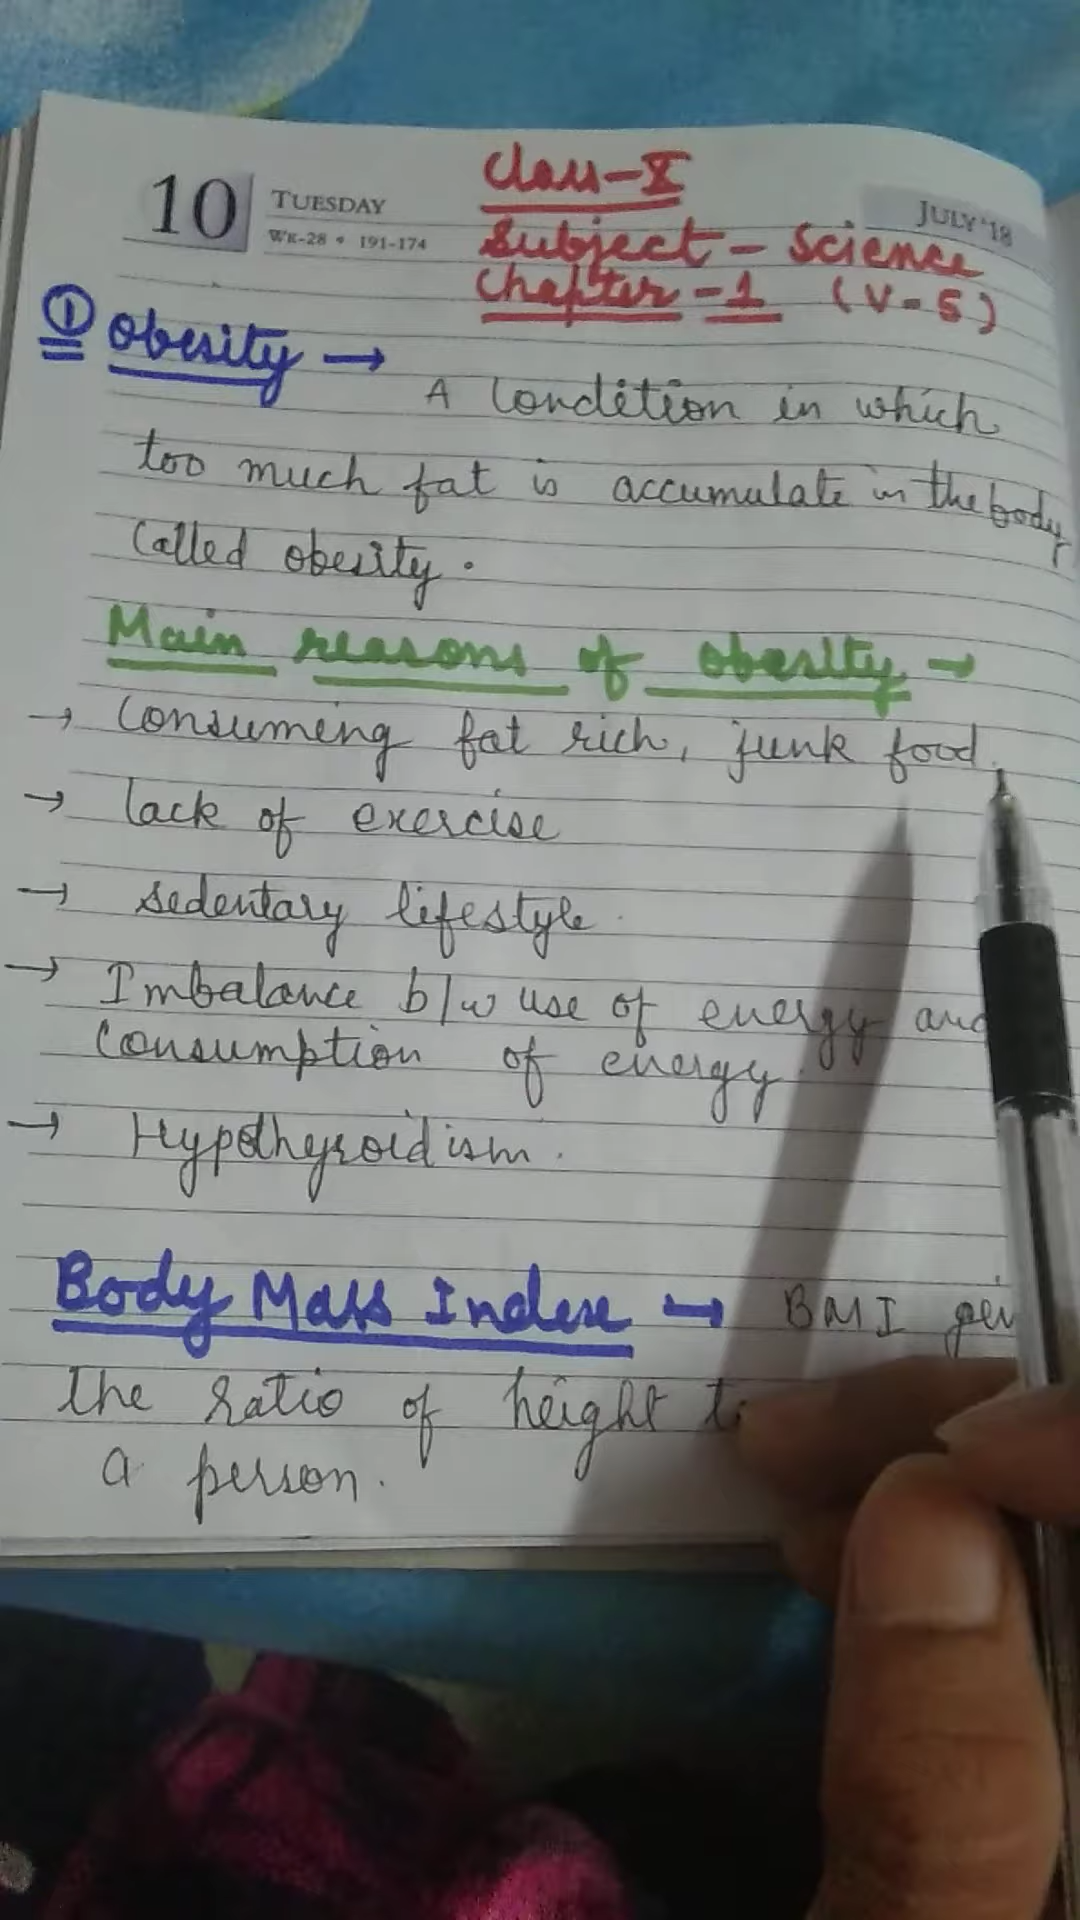 10 TUESDAY
WK-28 • 191-174
JULY '18
Class-X
Subject - Science
Chapter - 1 (V-5)
① Obesity →
A condition in which
too much fat is accumulate in the body
called obesity.
Main reasons of obesity →
→ Consuming fat rich, junk food.
→ lack of exercise
→ sedentary lifestyle.
→ Imbalance b/w use of energy and
consumption of energy.
→ Hypothyroidism.
Body Mass Index → BMI
The ratio of height
a person.